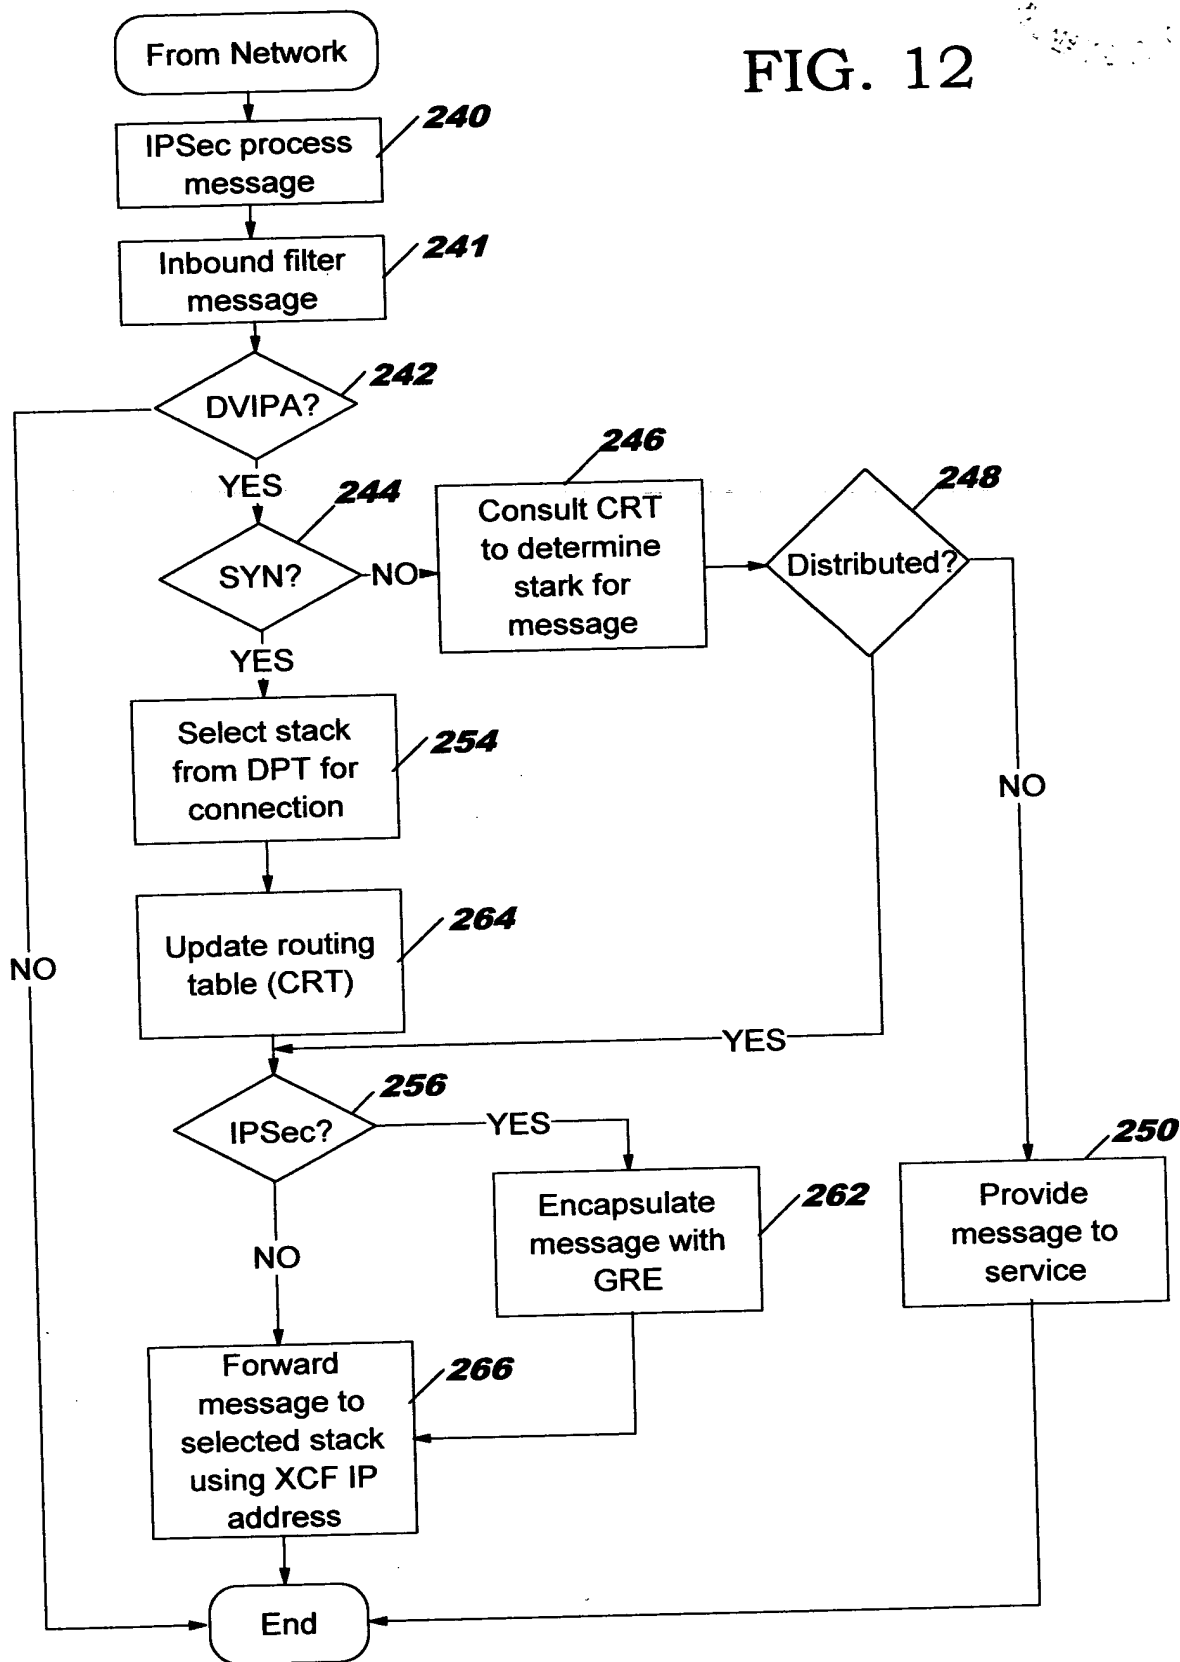 FIG. 12
From Network
240
IPSec process
message
241
Inbound filter
message
242
DVIPA?
YES
244
SYN?
NO
246
Consult CRT
to determine
stark for
message
248
Distributed?
YES
254
Select stack
from DPT for
connection
NO
264
Update routing
table (CRT)
NO
YES
256
IPSec?
YES
250
Provide
message to
service
262
Encapsulate
message with
GRE
NO
266
Forward
message to
selected stack
using XCF IP
address
End